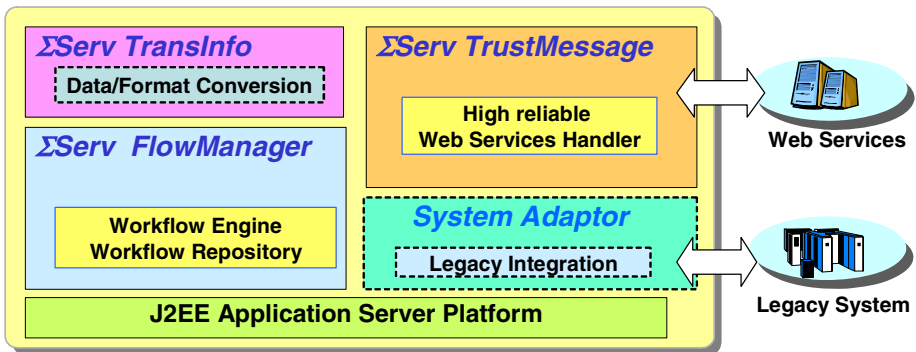 ΣServ TransInfo
Data/Format Conversion
ΣServ TrustMessage
High reliable
Web Services Handler
Web Services
ΣServ FlowManager
Workflow Engine
Workflow Repository
System Adaptor
Legacy Integration
Legacy System
J2EE Application Server Platform